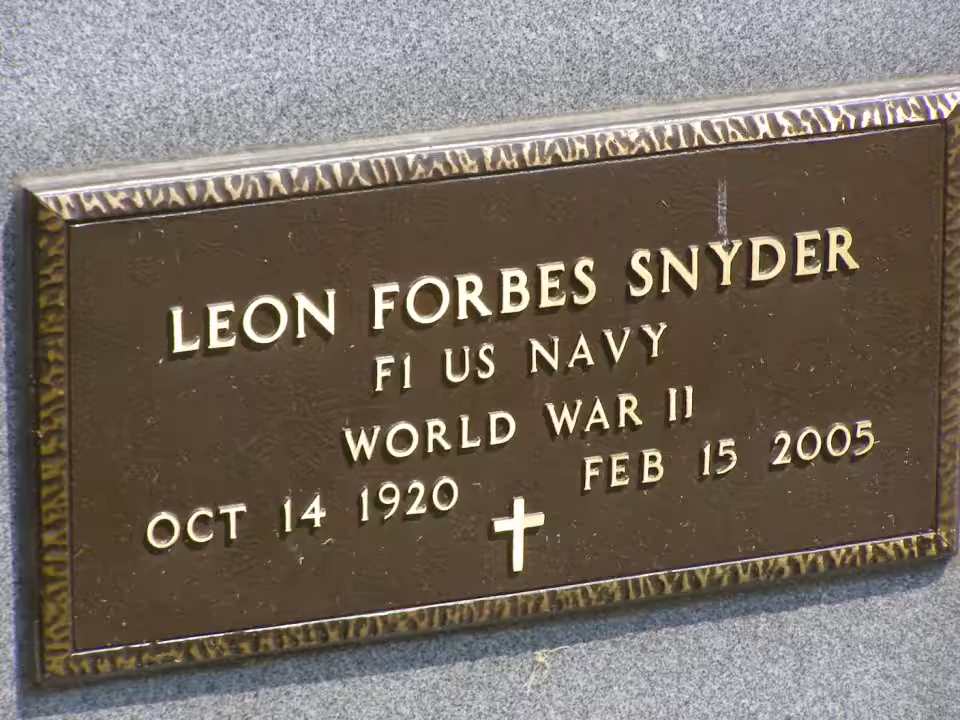 LEON FORBES SNYDER
F1 US NAVY
WORLD WAR II
OCT 14 1920 FEB 15 2005